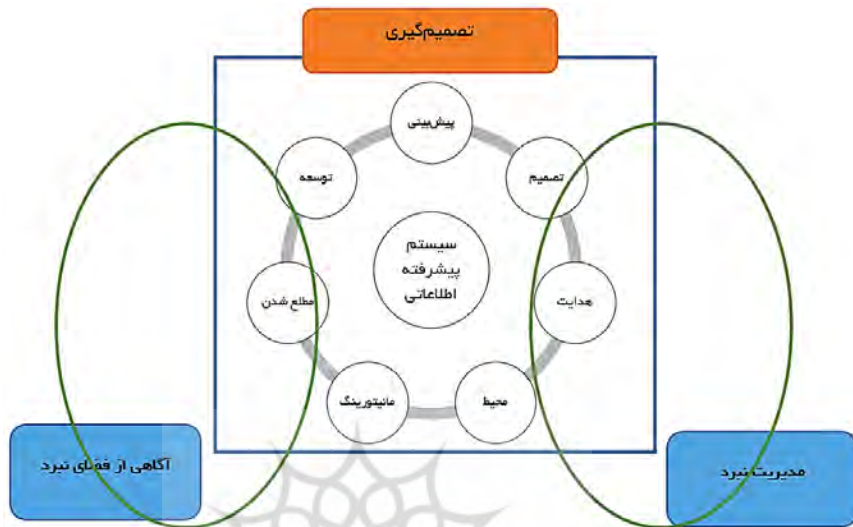 تصمیم‌گیری
پیش‌بینی
تصمیم
توسعه
سیستم
پیشرفته
اطلاعاتی
هدایت
مطلع شدن
محیط
مانیتورینگ
مدیریت نبرد
آگاهی از فضای نبرد